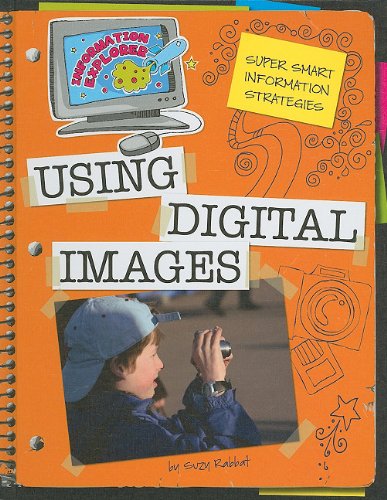 INFORMATION
EXPLORER
SUPER SMART
INFORMATION
STRATEGIES
USING
DIGITAL
IMAGES
by Suzy Rabbat